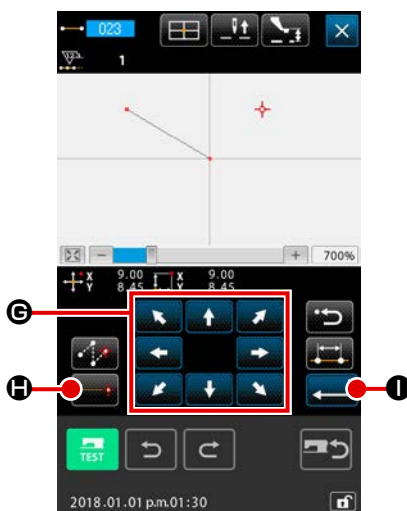 023
1
700%
X 9.00 X 9.00
Y 8.45 Y 8.45
G
H
I
TEST
2018.01.01 p.m.01:30